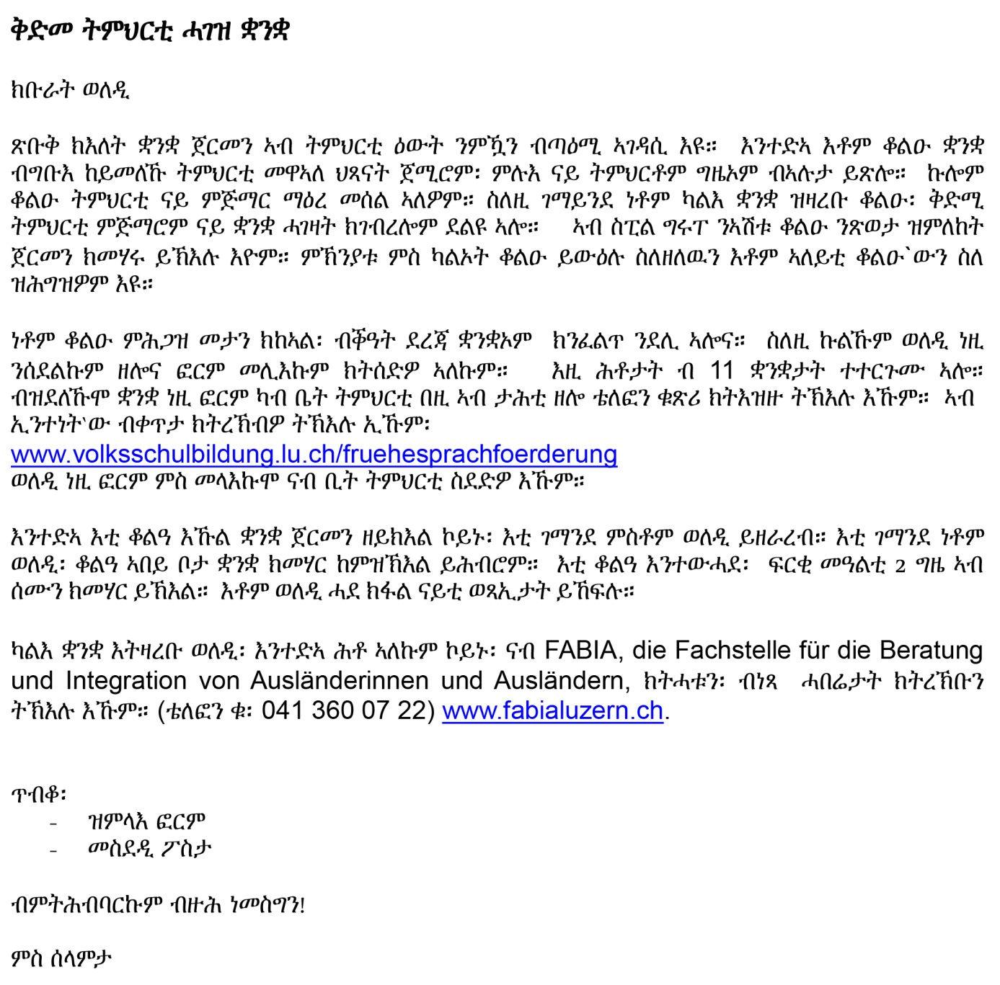 ቅድመ ትምህርቲ ሓገዝ ቋንቋ
ክቡራት ወለዲ
ጽቡቅ ክእለት ቋንቋ ጀርመን ኣብ ትምህርቲ ዕውት ንምዃን ብጣዕሚ ኣገዳሲ እዩ። እንተድኣ እቶም ቆልዑ ቋንቋ
ብግቡእ ከይመለኹ ትምህርቲ መዋኣለ ህጻናት ጀሚሮም፡ ምሉእ ናይ ትምህርቶም ግዜኦም ብኣሉታ ይጽሎ። ኩሎም
ቆልዑ ትምህርቲ ናይ ምጅማር ማዕረ መሰል ኣለዎም። ስለዚ ገማይንደ ነቶም ካልእ ቋንቋ ዝዛረቡ ቆልዑ፡ ቅድሚ
ትምህርቲ ምጅማሮም ናይ ቋንቋ ሓገዛት ክገብረሎም ደልዩ ኣሎ። ኣብ ስፒል ግሩፐ ንኣሽቱ ቆልዑ ንጽወታ ዝምለከት
ጀርመን ክመሃሩ ይኽእሉ እዮም። ምኽንያቱ ምስ ካልኦት ቆልዑ ይውዕሉ ስለዘለዉን እቶም ኣለይቲ ቆልዑ`ውን ስለ
ዝሕግዝዎም እዩ።
ነቶም ቆልዑ ምሕጋዝ መታን ክከኣል፡ ብቕዓት ደረጃ ቋንቋኦም ክንፈልጥ ንደሊ ኣሎና። ስለዚ ኩልኹም ወለዲ ነዚ
ንሰደልኩም ዘሎና ፎርም መሊእኩም ክትሰድዎ ኣለኩም። እዚ ሕቶታት ብ 11 ቋንቋታት ተተርጉሙ ኣሎ።
ብዝደለኹሞ ቋንቋ ነዚ ፎርም ካብ ቤት ትምህርቲ በዚ ኣብ ታሕቲ ዘሎ ቴለፎን ቁጽሪ ክትእዝዙ ትኽእሉ እኹም። ኣብ
ኢንተነት`ው ብቀጥታ ክትረኽብዎ ትኽእሉ ኢኹም፡
www.volksschulbildung.lu.ch/fruehesprachfoerderung
ወለዲ ነዚ ፎርም ምስ መላእኩሞ ናብ ቢት ትምህርቲ ስደድዎ እኹም።
እንተድኣ እቲ ቆልዓ እኹል ቋንቋ ጀርመን ዘይክእል ኮይኑ፡ እቲ ገማንደ ምስቶም ወለዲ ይዘራረብ። እቲ ገማንደ ነቶም
ወለዲ፡ ቆልዓ ኣበይ ቦታ ቋንቋ ክመሃር ከምዝኽእል ይሕብሮም። እቲ ቆልዓ እንተውሓደ፡ ፍርቂ መዓልቲ 2 ግዜ ኣብ
ሰሙን ክመሃር ይኽእል። እቶም ወለዲ ሓደ ክፋል ናይቲ ወጻኢታት ይኸፍሉ።
ካልእ ቋንቋ እትዛረቡ ወለዲ፡ እንተድኣ ሕቶ ኣለኩም ኮይኑ፡ ናብ FABIA, die Fachstelle für die Beratung
und Integration von Ausländerinnen und Ausländern, ክትሓቱን፡ ብነጻ ሓበሬታት ክትረኽቡን
ትኽእሉ እኹም። (ቴለፎን ቁ፡ 041 360 07 22) www.fabialuzern.ch.
ጥብቆ፡
- ዝምላእ ፎርም
- መስደዲ ፖስታ
ብምትሕብባርኩም ብዙሕ ነመስግን!
ምስ ሰላምታ